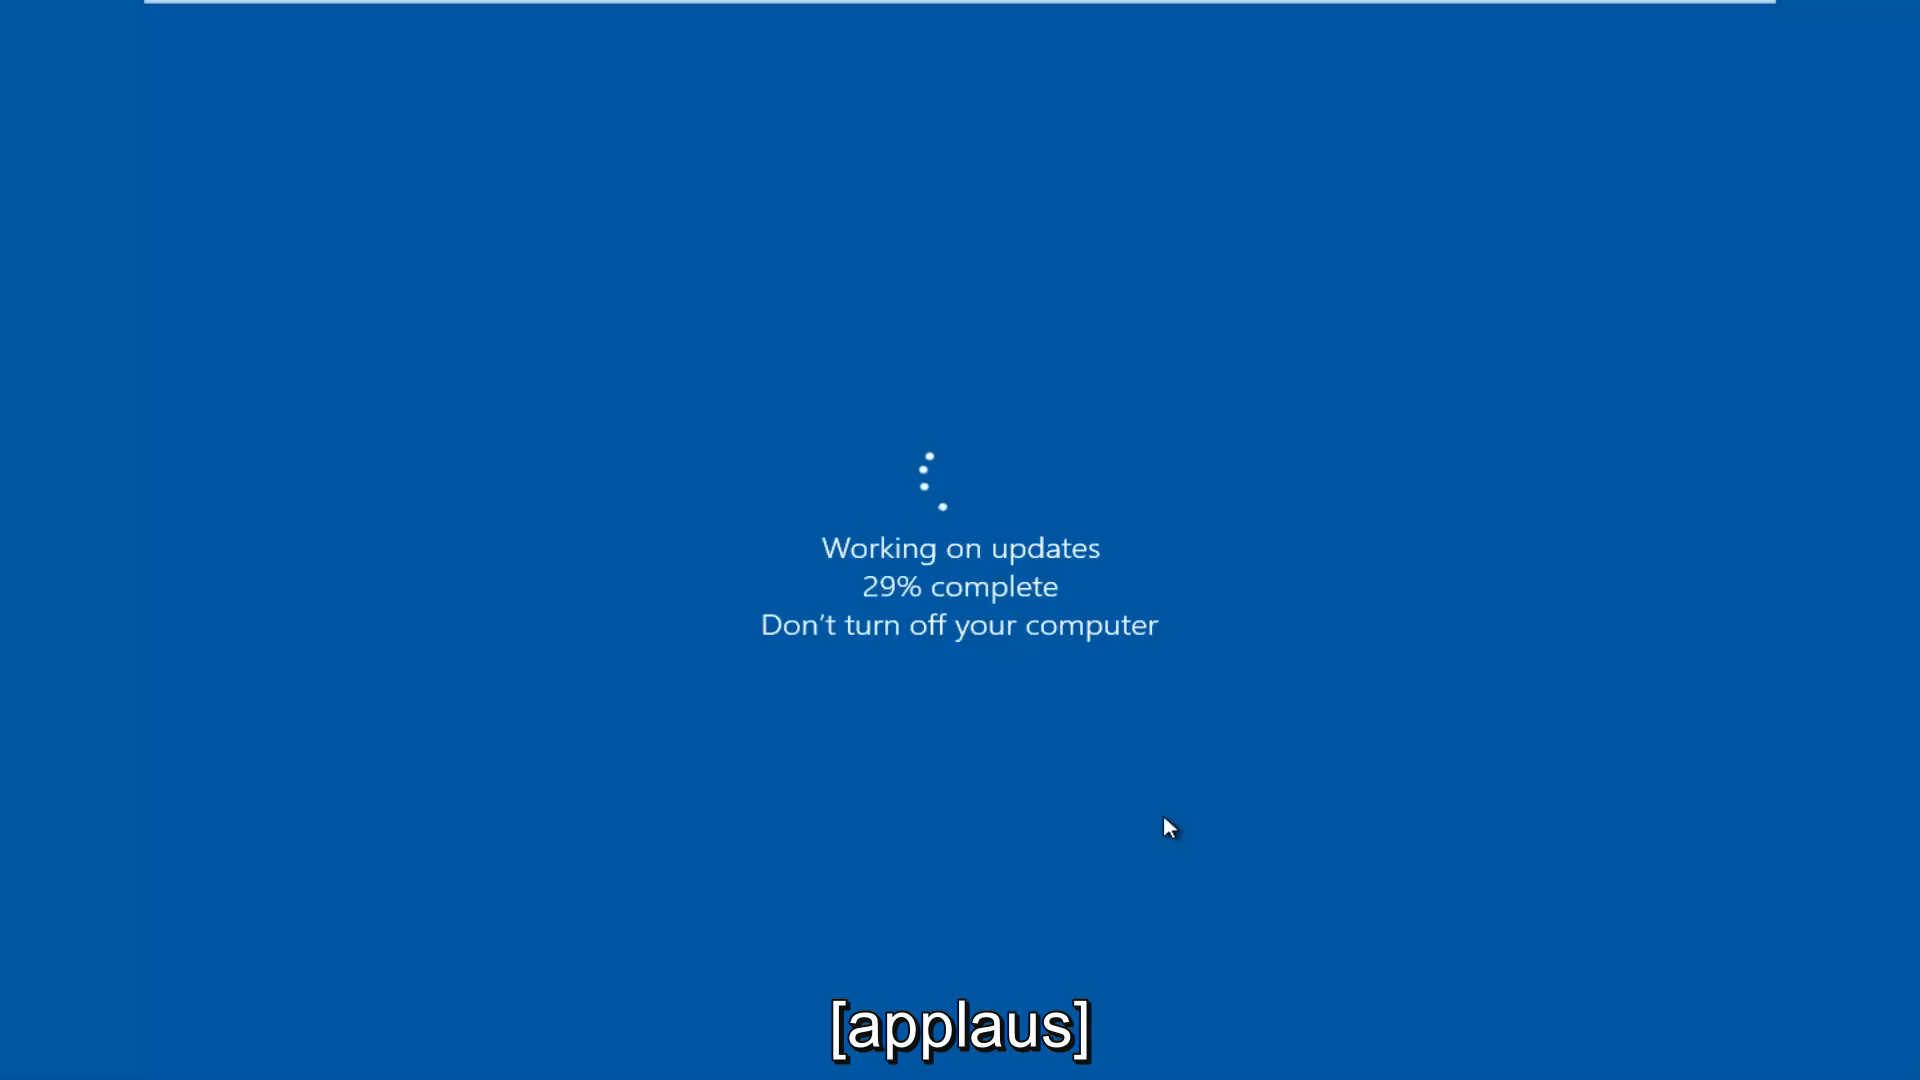 Working on updates
29% complete
Don't turn off your computer
[applaus]